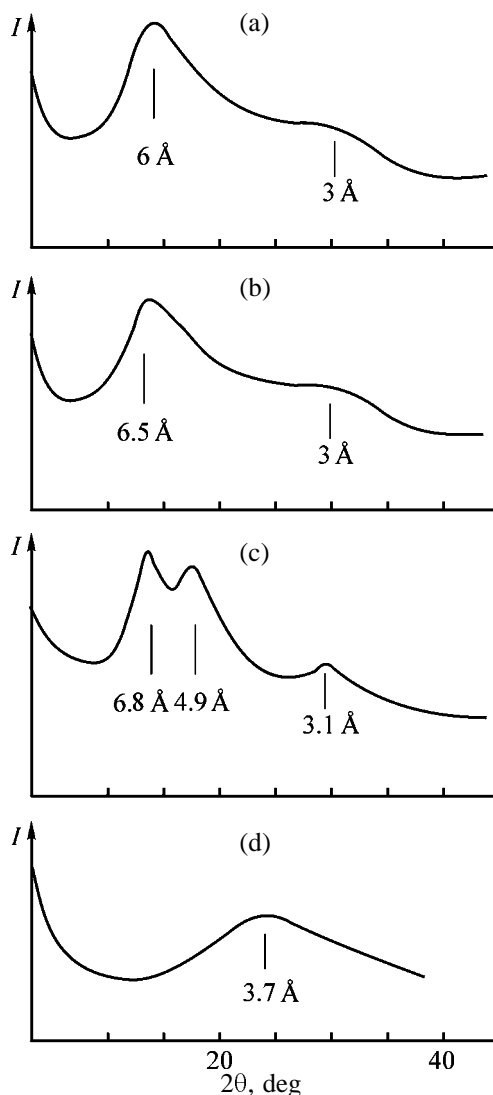 I (a)
6 Å
3 Å
I (b)
6.5 Å
3 Å
I (c)
6.8 Å 4.9 Å
3.1 Å
I (d)
3.7 Å
20 40
2θ, deg